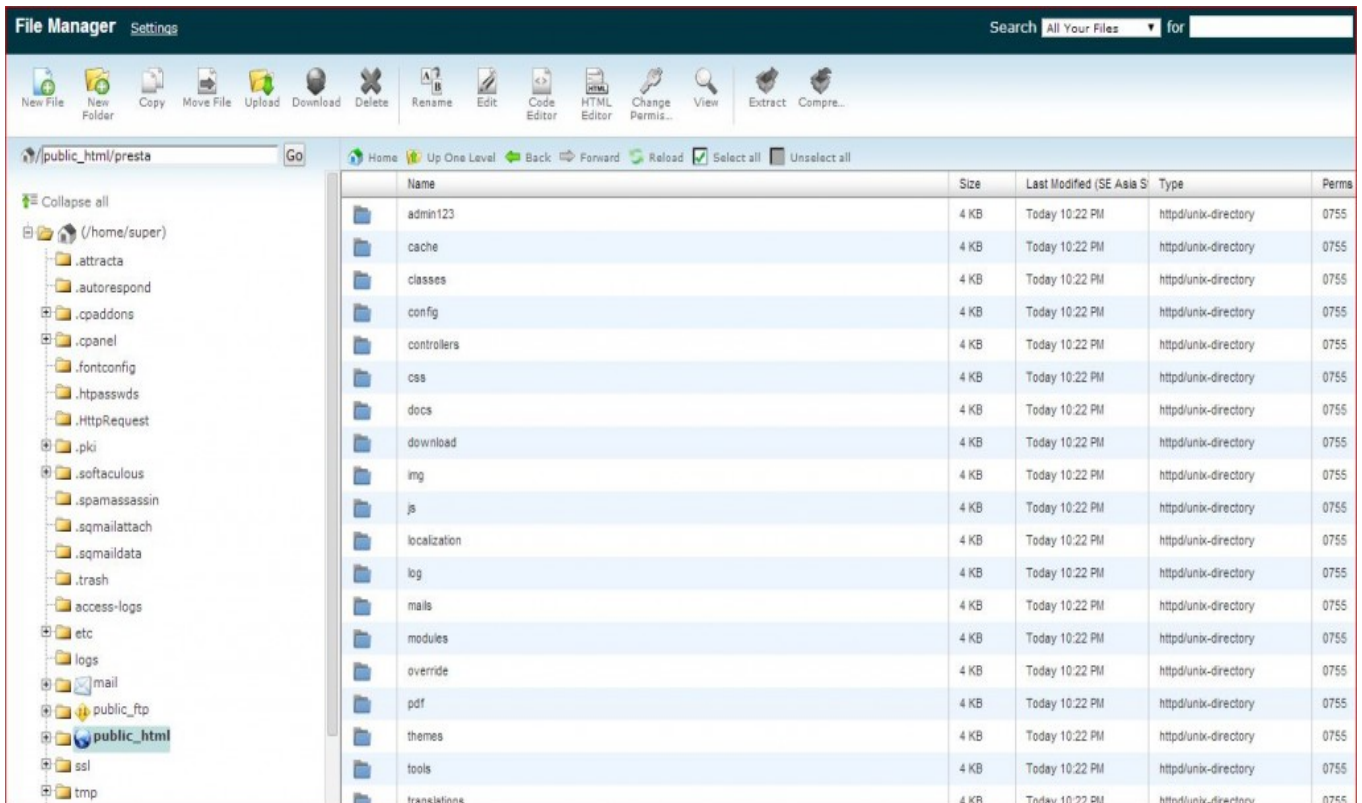 File Manager Settings
Search All Your Files for
New File
New Folder
Copy
Move File
Upload
Download
Delete
Rename
Edit
Code Editor
HTML Editor
Change Permis...
View
Extract
Compre...
/public_html/presta Go
Home Up One Level Back Forward Reload Select all Unselect all
Collapse all
(/home/super)
.attracta
.autorespond
.cpaddons
.cpanel
.fontconfig
.htpasswds
.HttpRequest
.pki
.softaculous
.spamassassin
.sqmailattach
.sqmaildata
.trash
access-logs
etc
logs
mail
public_ftp
public_html
ssl
tmp
Name Size Last Modified (SE Asia S Type Perms
admin123 4 KB Today 10:22 PM httpd/unix-directory 0755
cache 4 KB Today 10:22 PM httpd/unix-directory 0755
classes 4 KB Today 10:22 PM httpd/unix-directory 0755
config 4 KB Today 10:22 PM httpd/unix-directory 0755
controllers 4 KB Today 10:22 PM httpd/unix-directory 0755
css 4 KB Today 10:22 PM httpd/unix-directory 0755
docs 4 KB Today 10:22 PM httpd/unix-directory 0755
download 4 KB Today 10:22 PM httpd/unix-directory 0755
img 4 KB Today 10:22 PM httpd/unix-directory 0755
js 4 KB Today 10:22 PM httpd/unix-directory 0755
localization 4 KB Today 10:22 PM httpd/unix-directory 0755
log 4 KB Today 10:22 PM httpd/unix-directory 0755
mails 4 KB Today 10:22 PM httpd/unix-directory 0755
modules 4 KB Today 10:22 PM httpd/unix-directory 0755
override 4 KB Today 10:22 PM httpd/unix-directory 0755
pdf 4 KB Today 10:22 PM httpd/unix-directory 0755
themes 4 KB Today 10:22 PM httpd/unix-directory 0755
tools 4 KB Today 10:22 PM httpd/unix-directory 0755
translations 4 KB Today 10:22 PM httpd/unix-directory 0755